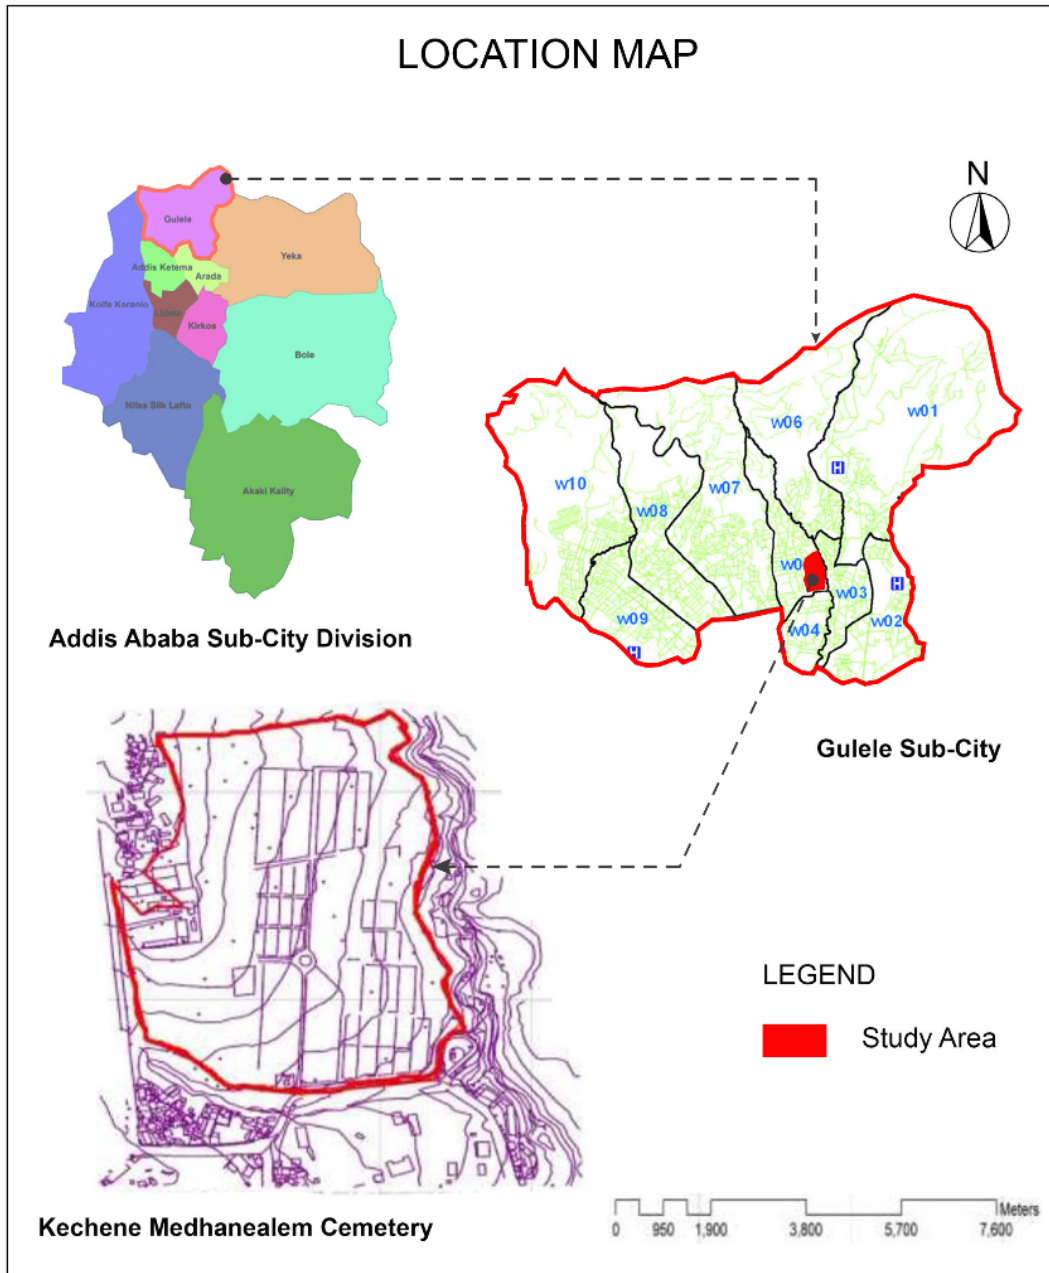 LOCATION MAP
N
Gulele
Yeka
Addis Ketema
Arada
Kolfe Keranio
Lideta
Kirkos
Bole
Nifas Silk Lafto
Akaki Kality
Addis Ababa Sub-City Division
w01
w06
H
w10
w07
w08
w0
H
w03
w09
w04
w02
H
Gulele Sub-City
LEGEND
Study Area
Kechene Medhanealem Cemetery
Meters
0 950 1,900 3,800 5,700 7,600